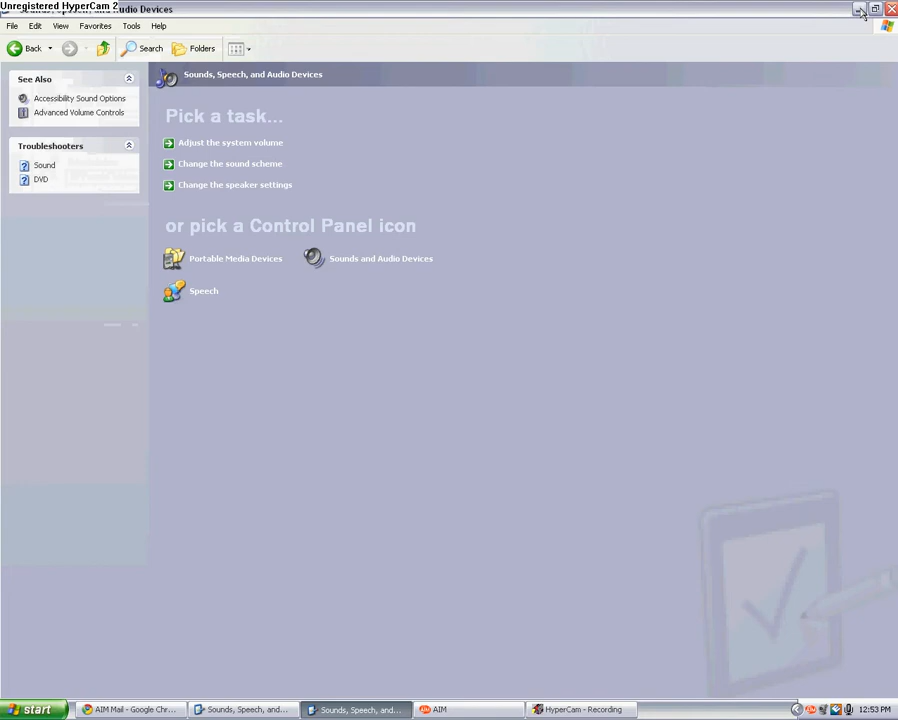 Unregistered HyperCam 2
Sounds, Speech, and Audio Devices
File Edit View Favorites Tools Help
Back Search Folders
See Also
Accessibility Sound Options
Advanced Volume Controls
Troubleshooters
Sound
DVD
Sounds, Speech, and Audio Devices
Pick a task...
Adjust the system volume
Change the sound scheme
Change the speaker settings
or pick a Control Panel icon
Portable Media Devices Sounds and Audio Devices
Speech
start AIM Mail - Google Chr... Sounds, Speech, and... Sounds, Speech, and... AIM HyperCam - Recording 12:53 PM